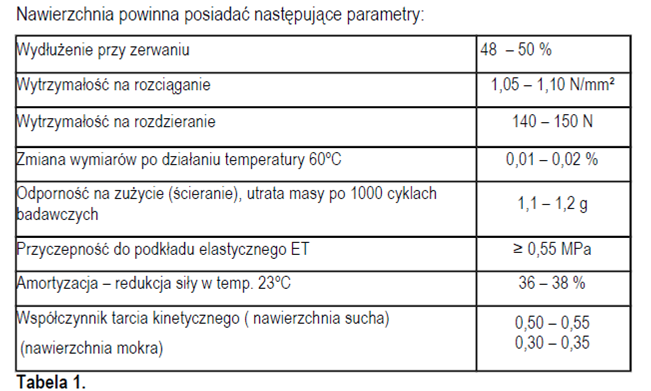 Nawierzchnia powinna posiadać następujące parametry:
Wydłużenie przy zerwaniu 48 – 50 %
Wytrzymałość na rozciąganie 1,05 – 1,10 N/mm²
Wytrzymałość na rozdzieranie 140 – 150 N
Zmiana wymiarów po działaniu temperatury 60ºC 0,01 – 0,02 %
Odporność na zużycie (ścieranie), utrata masy po 1000 cyklach
badawczych 1,1 – 1,2 g
Przyczepność do podkładu elastycznego ET ≥ 0,55 MPa
Amortyzacja – redukcja siły w temp. 23ºC 36 – 38 %
Współczynnik tarcia kinetycznego ( nawierzchnia sucha) 0,50 – 0,55
(nawierzchnia mokra) 0,30 – 0,35
Tabela 1.